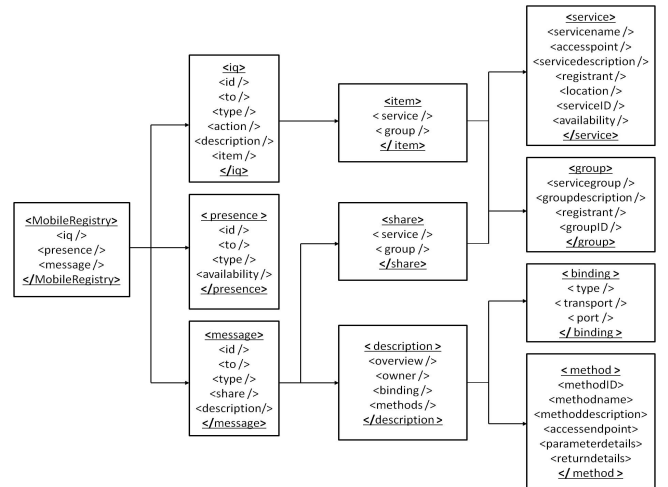 <MobileRegistry>
<iq />
<presence />
<message />
</MobileRegistry>
<iq>
<id />
<to />
<type />
<action />
<description />
<item />
</iq>
< presence >
<id />
<to />
<type />
<availability />
</presence>
<message>
<id />
<to />
<type />
<share />
<description/>
</message>
<item>
< service />
< group />
</ item>
<share>
< service />
< group />
</share>
< description >
<overview />
<owner />
<binding />
<methods />
</description >
<service>
<servicename />
<accesspoint />
<servicedescription />
<registrant />
<location />
<serviceID />
<availability />
</service>
<group>
<servicegroup />
<groupdescription />
<registrant />
<groupID />
</group>
< binding >
< type />
< transport />
< port />
</ binding >
< method >
<methodID />
<methodname />
<methoddescription />
<accessendpoint />
<parameterdetails />
<returndetails />
</ method >